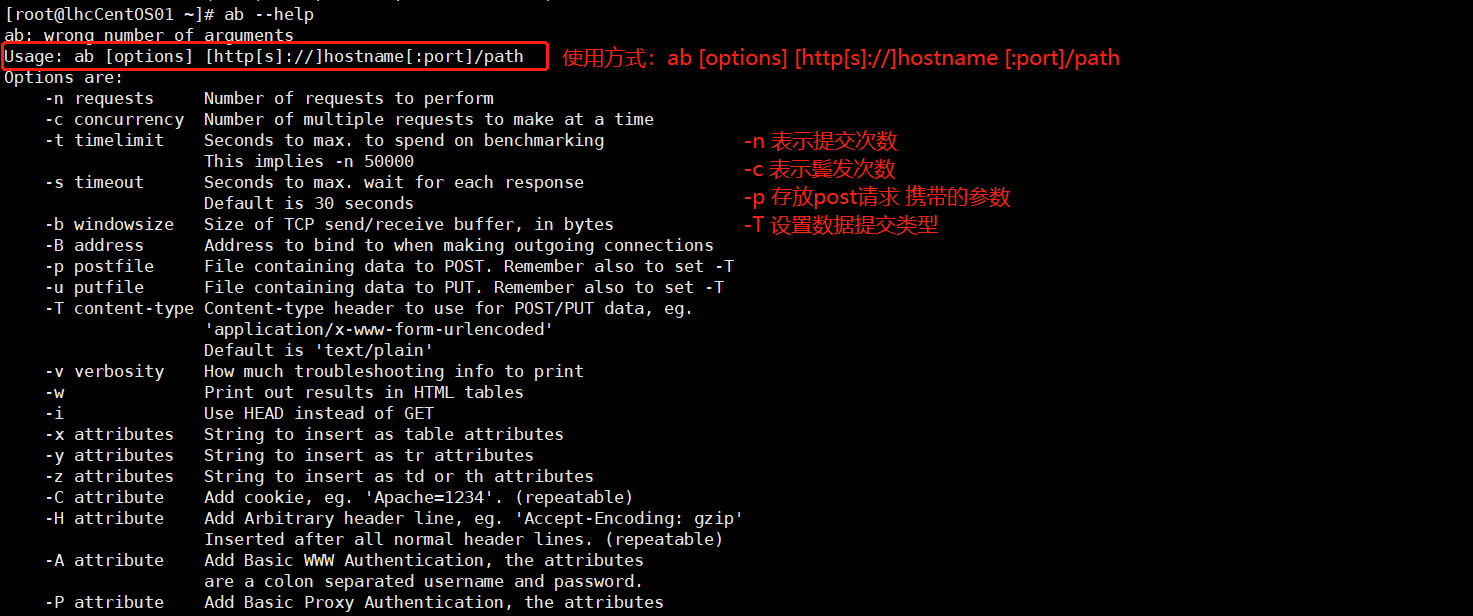 [root@lhcCentOS01 ~]# ab --help
ab: wrong number of arguments
Usage: ab [options] [http[s]://]hostname[:port]/path
使用方式：ab [options] [http[s]://]hostname [:port]/path
Options are:
-n requests Number of requests to perform
-c concurrency Number of multiple requests to make at a time
-t timelimit Seconds to max. to spend on benchmarking
This implies -n 50000
-s timeout Seconds to max. wait for each response
Default is 30 seconds
-b windowsize Size of TCP send/receive buffer, in bytes
-B address Address to bind to when making outgoing connections
-p postfile File containing data to POST. Remember also to set -T
-u putfile File containing data to PUT. Remember also to set -T
-T content-type Content-type header to use for POST/PUT data, eg.
'application/x-www-form-urlencoded'
Default is 'text/plain'
-v verbosity How much troubleshooting info to print
-w Print out results in HTML tables
-i Use HEAD instead of GET
-x attributes String to insert as table attributes
-y attributes String to insert as tr attributes
-z attributes String to insert as td or th attributes
-C attribute Add cookie, eg. 'Apache=1234'. (repeatable)
-H attribute Add Arbitrary header line, eg. 'Accept-Encoding: gzip'
Inserted after all normal header lines. (repeatable)
-A attribute Add Basic WWW Authentication, the attributes
are a colon separated username and password.
-P attribute Add Basic Proxy Authentication, the attributes
-n 表示提交次数
-c 表示鬓发次数
-p 存放post请求 携带的参数
-T 设置数据提交类型